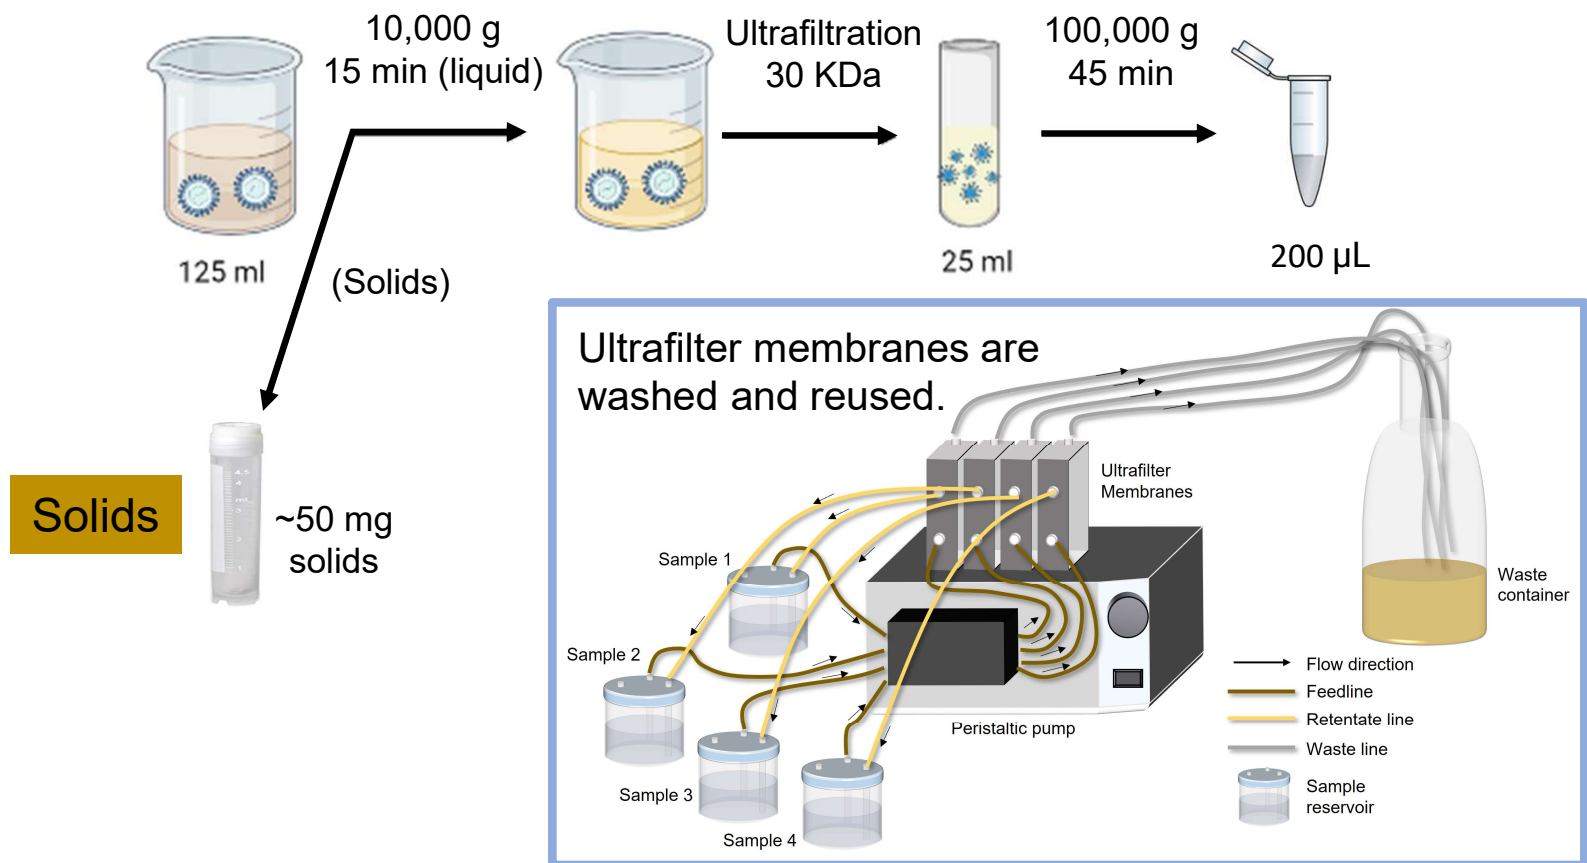 10,000 g
15 min (liquid)
Ultrafiltration
30 KDa
100,000 g
45 min
125 ml
25 ml
200 µL
(Solids)
Solids
~50 mg
solids
Ultrafilter membranes are
washed and reused.
Ultrafilter
Membranes
Sample 1
Sample 2
Sample 3
Sample 4
Peristaltic pump
Waste
container
Flow direction
Feedline
Retentate line
Waste line
Sample
reservoir